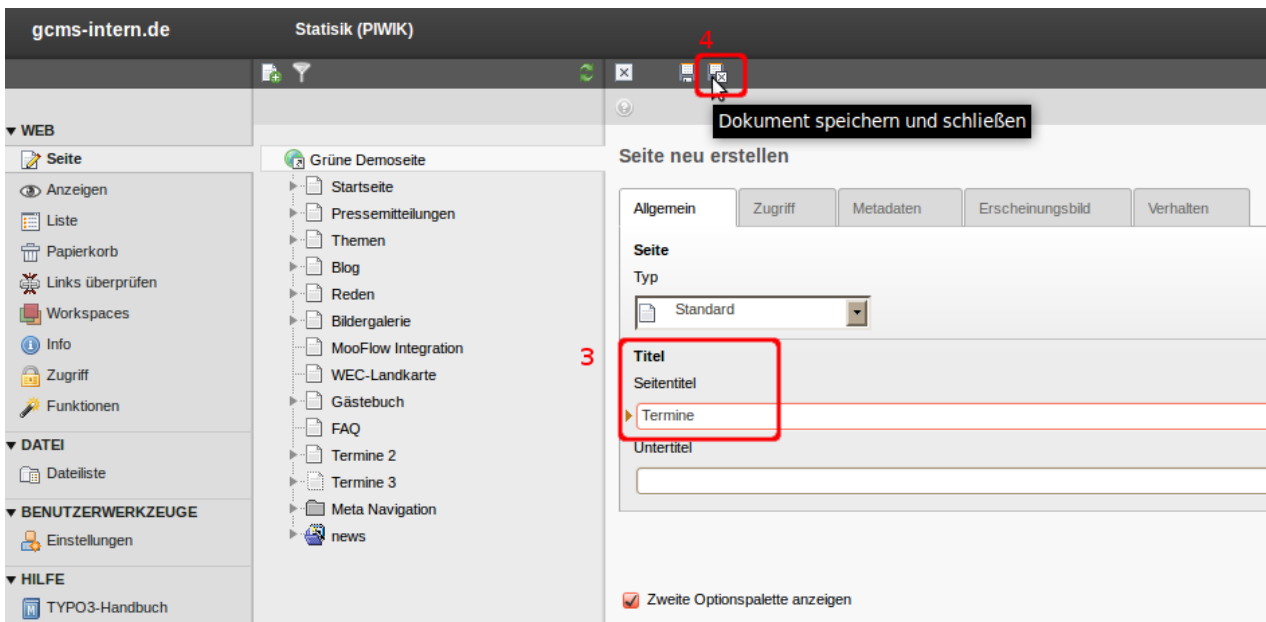 gcms-intern.de
Statisik (PIWIK)
4
Dokument speichern und schließen
WEB
Seite
Anzeigen
Liste
Papierkorb
Links überprüfen
Workspaces
Info
Zugriff
Funktionen
DATEI
Dateiliste
BENUTZERWERKZEUGE
Einstellungen
HILFE
TYPO3-Handbuch
Grüne Demoseite
Startseite
Pressemitteilungen
Themen
Blog
Reden
Bildergalerie
MooFlow Integration
WEC-Landkarte
Gästebuch
FAQ
Termine 2
Termine 3
Meta Navigation
news
Seite neu erstellen
Allgemein Zugriff Metadaten Erscheinungsbild Verhalten
Seite
Typ
Standard
3
Titel
Seitentitel
Termine
Untertitel
Zweite Optionspalette anzeigen